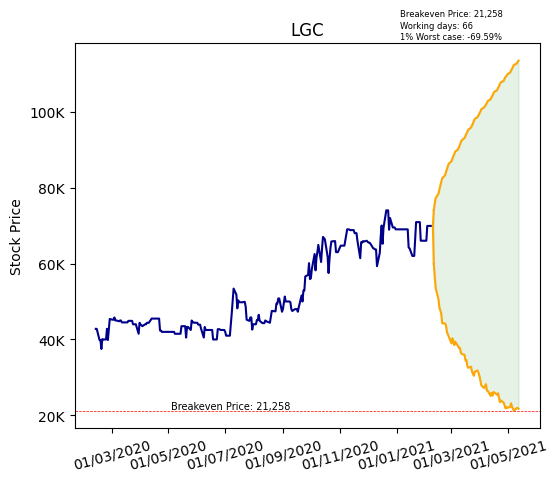 Breakeven Price: 21,258
Working days: 66
1% Worst case: -69.59%
LGC
Stock Price
100K
80K
60K
40K
20K
Breakeven Price: 21,258
01/03/2020
01/05/2020
01/07/2020
01/09/2020
01/11/2020
01/01/2021
01/03/2021
01/05/2021